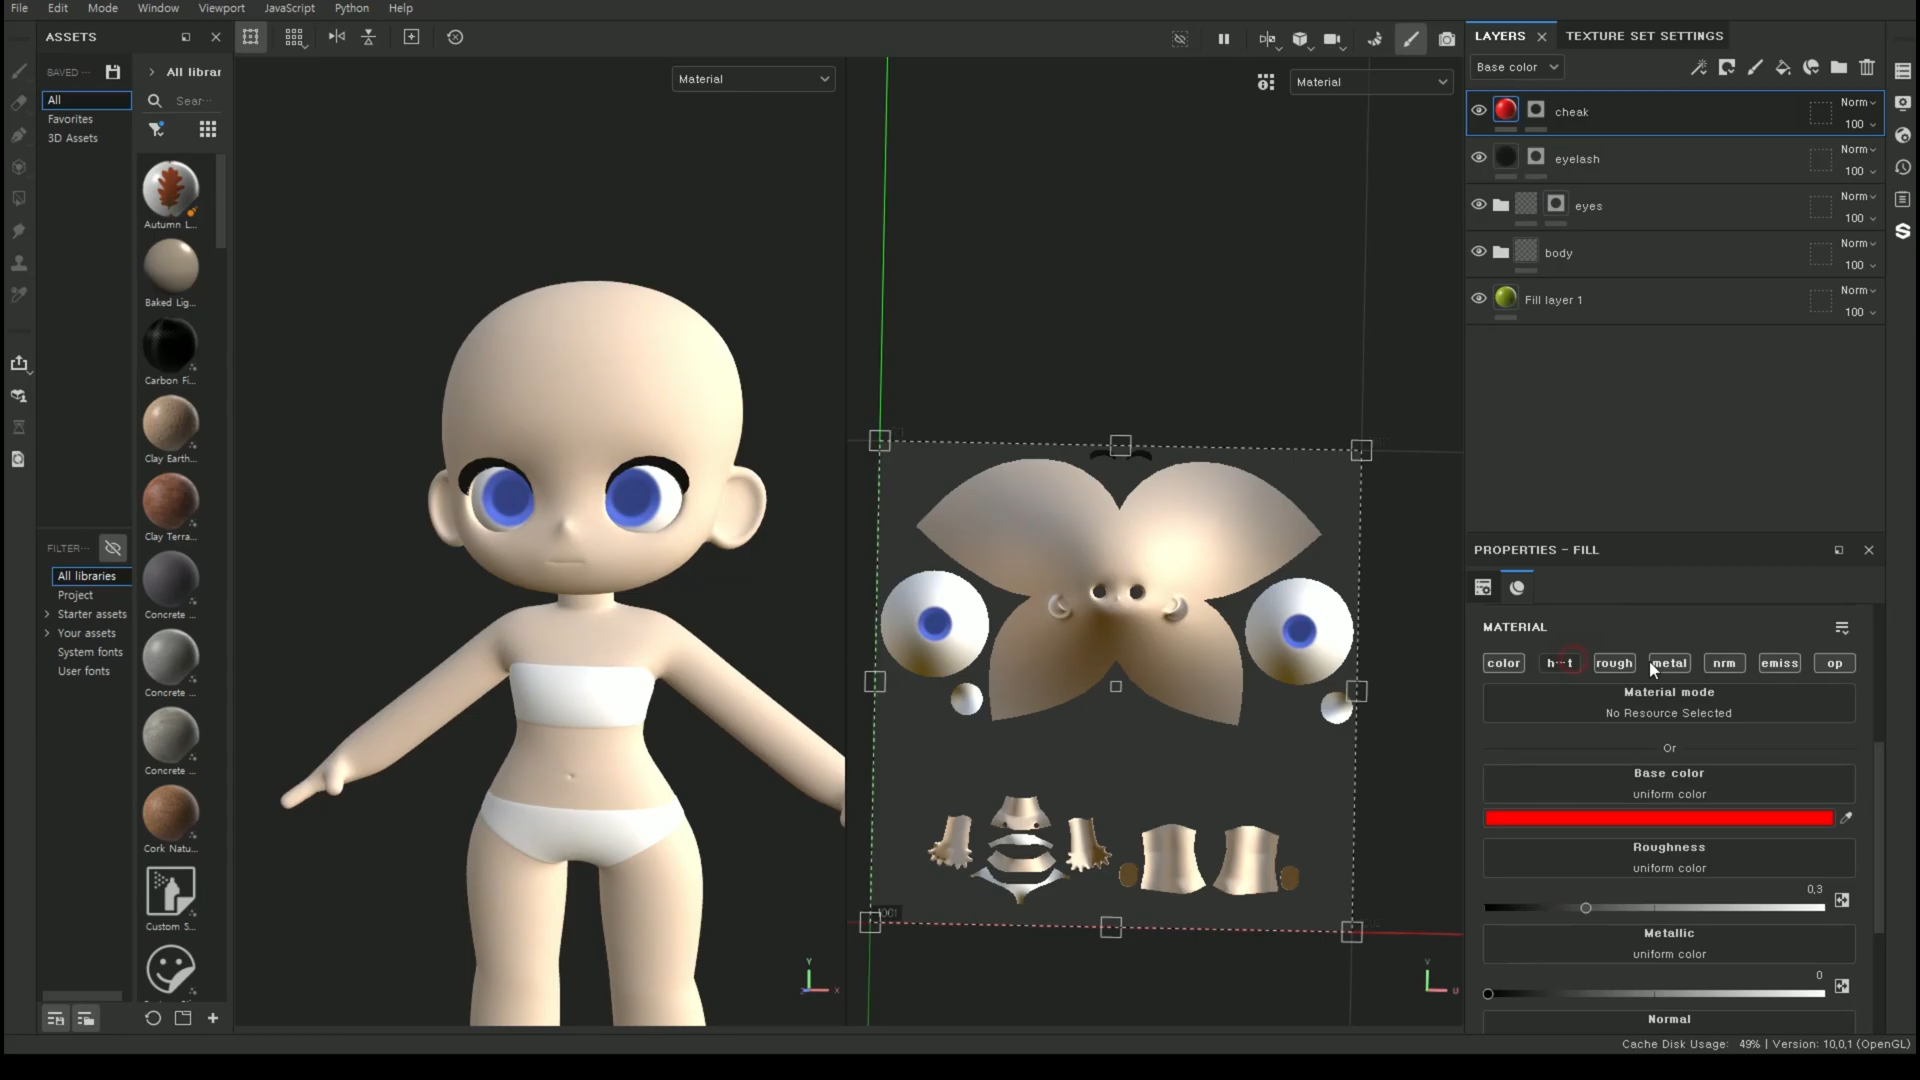 File Edit Mode Window Viewport JavaScript Python Help
ASSETS
SAVED ···
All librar
All
Favorites
3D Assets
Sear···
Autumn L...
Baked Lig...
Carbon Fi...
Clay Earth...
Clay Terra...
Concrete ...
Concrete ...
Concrete ...
Cork Natu...
Custom S...
FILTER···
All libraries
Project
Starter assets
Your assets
System fonts
User fonts
Material
Material
Y
X
V
U
1001
LAYERS
TEXTURE SET SETTINGS
Base color
cheak
Norm
100
eyelash
Norm
100
eyes
Norm
100
body
Norm
100
Fill layer 1
Norm
100
PROPERTIES - FILL
MATERIAL
color h···t rough metal nrm emiss op
Material mode
No Resource Selected
Or
Base color
uniform color
Roughness
uniform color
0,3
Metallic
uniform color
0
Normal
Cache Disk Usage: 49% | Version: 10,0,1 (OpenGL)